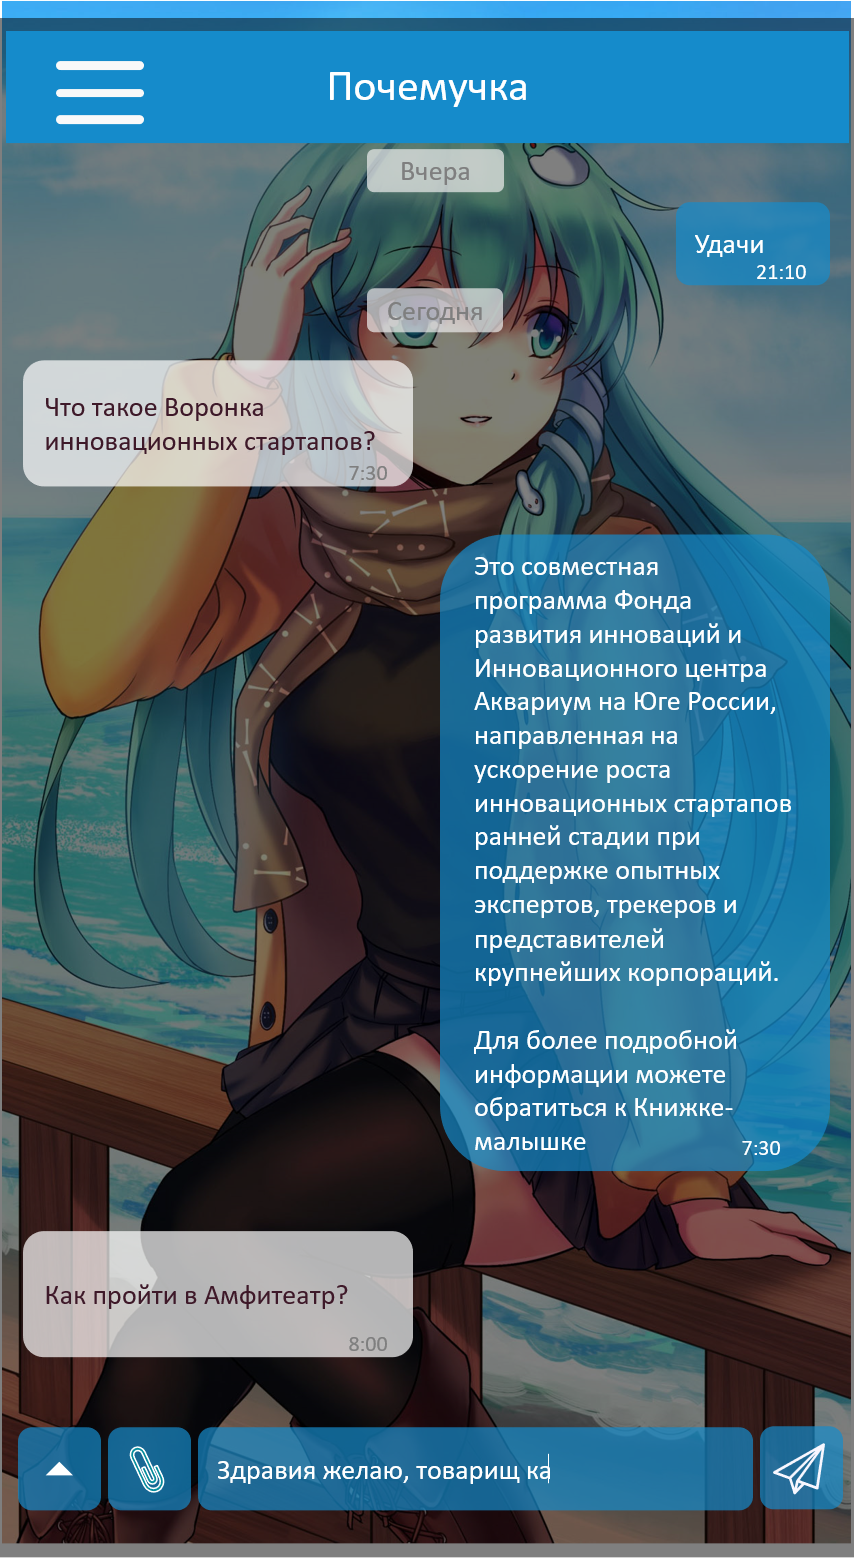 Почемучка
Вчера
Удачи
21:10
Сегодня
Что такое Воронка
инновационных стартапов?
7:30
Это совместная
программа Фонда
развития инноваций и
Инновационного центра
Аквариум на Юге России,
направленная на
ускорение роста
инновационных стартапов
ранней стадии при
поддержке опытных
экспертов, трекеров и
представителей
крупнейших корпораций.
Для более подробной
информации можете
обратиться к Книжке-
малышке
7:30
Как пройти в Амфитеатр?
8:00
Здравия желаю, товарищ ка